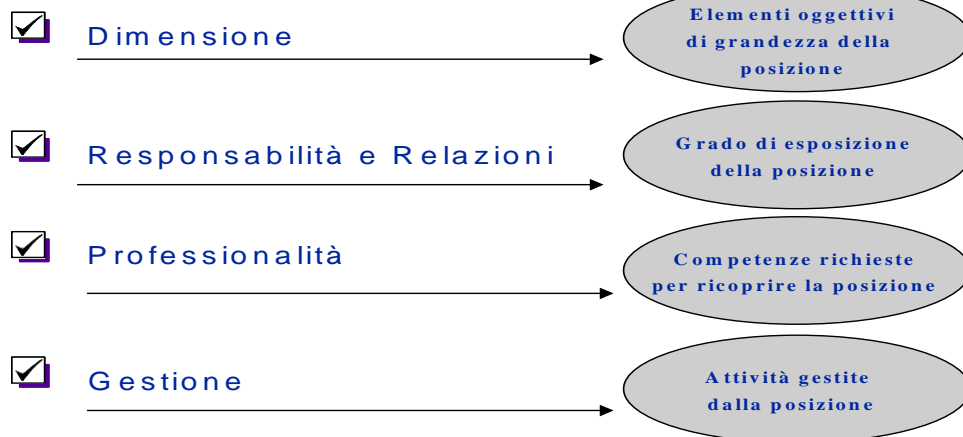 Dimensione
Elementi oggettivi
di grandezza della
posizione
Responsabilità e Relazioni
Grado di esposizione
della posizione
Professionalità
Competenze richieste
per ricoprire la posizione
Gestione
Attività gestite
dalla posizione